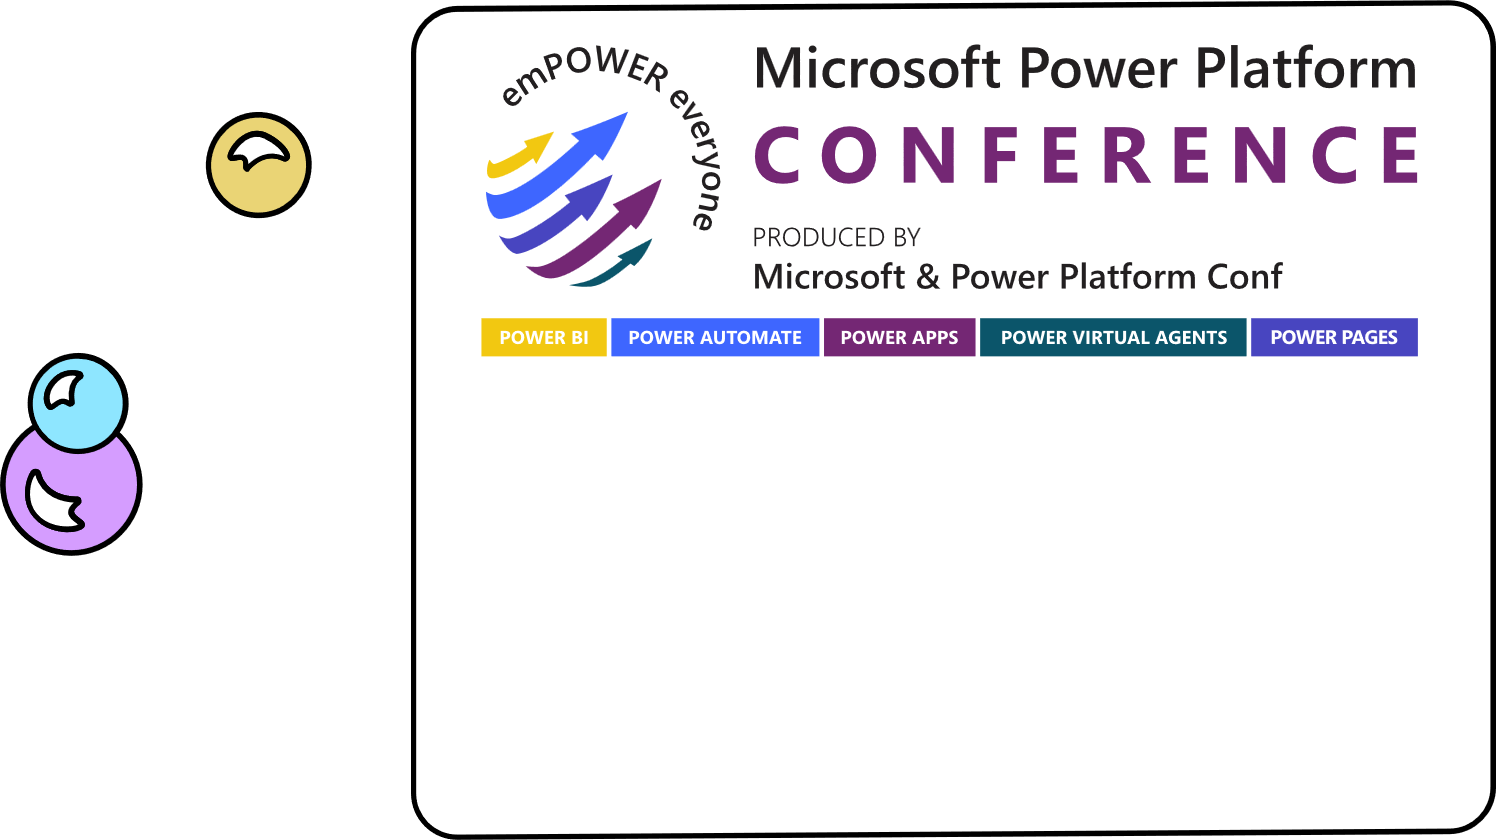 emPOWER everyone
Microsoft Power Platform
CONFERENCE
PRODUCED BY
Microsoft & Power Platform Conf
POWER BI POWER AUTOMATE POWER APPS POWER VIRTUAL AGENTS POWER PAGES